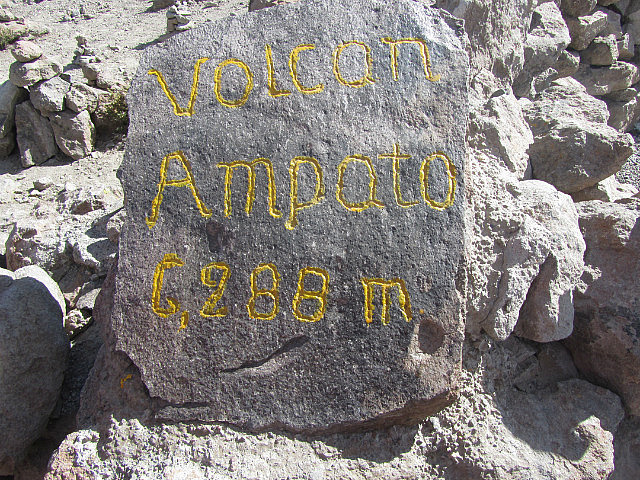 Volcan
Ampato
6,288 m.